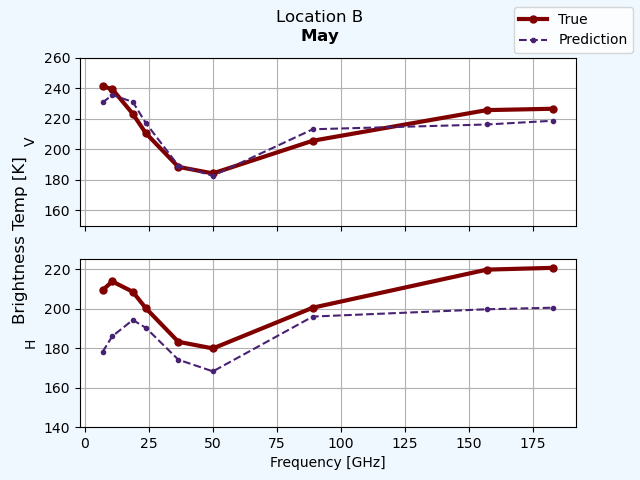 Location B
May
True
Prediction
260
240
220
200
180
160
V
Brightness Temp [K]
220
200
180
160
140
H
0 25 50 75 100 125 150 175
Frequency [GHz]